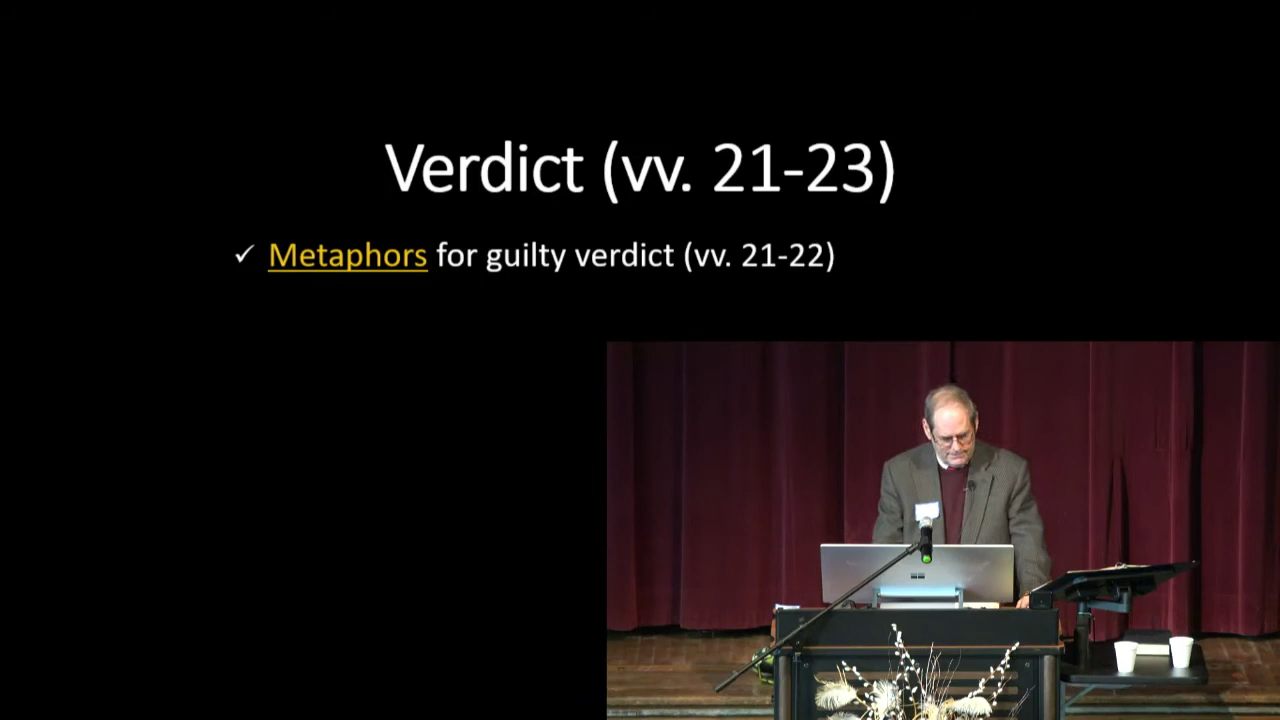 Verdict (vv. 21-23)
✓ Metaphors for guilty verdict (vv. 21-22)